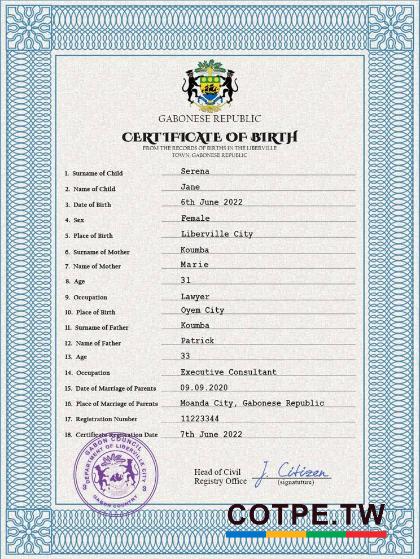 GABONESE REPUBLIC
CERTIFICATE OF BIRTH
FROM THE RECORDS OF BIRTHS IN THE LIBERVILLE
TOWN, GABONESE REPUBLIC
1. Surname of Child Serena
2. Name of Child Jane
3. Date of Birth 6th June 2022
4. Sex Female
5. Place of Birth Liberville City
6. Surname of Mother Koumba
7. Name of Mother Marie
8. Age 31
9. Occupation Lawyer
10. Place of Birth Oyem City
11. Surname of Father Koumba
12. Name of Father Patrick
13. Age 33
14. Occupation Executive Consultant
15. Date of Marriage of Parents 09.09.2020
16. Place of Marriage of Parents Moanda City, Gabonese Republic
17. Registration Number 11223344
18. Certificate Registration Date 7th June 2022
GABON COUNCIL
DEPARTMENT OF LIBERVILLE CITY
GABON COUNTRY
Head of Civil
Registry Office
J. Citizen
(signature)
COTPE.TW